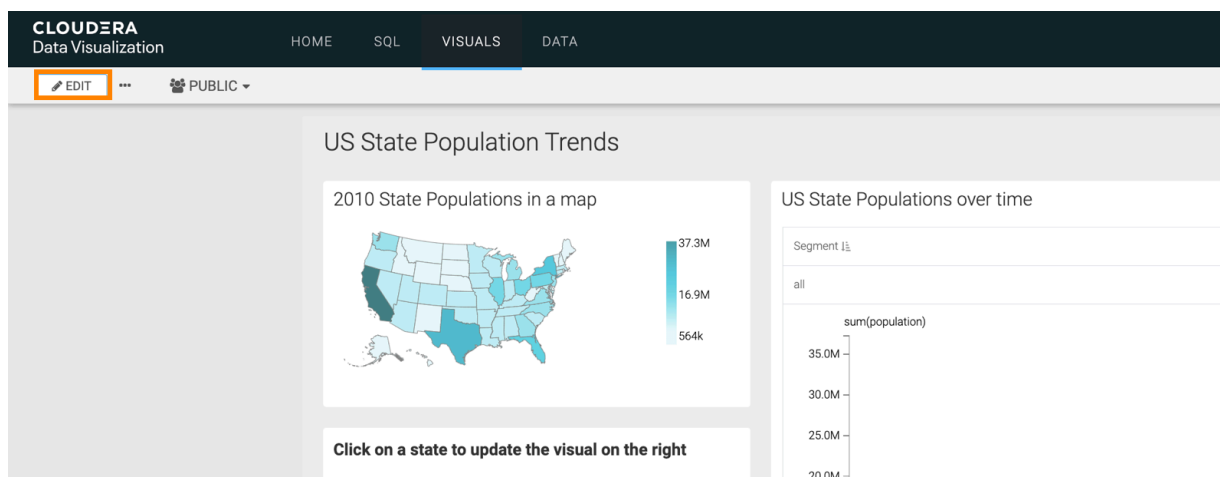 CLOUDERA
Data Visualization
HOME SQL VISUALS DATA
EDIT ••• PUBLIC
US State Population Trends
2010 State Populations in a map
37.3M
16.9M
564k
Click on a state to update the visual on the right
US State Populations over time
Segment
all
sum(population)
35.0M
30.0M
25.0M
20.0M